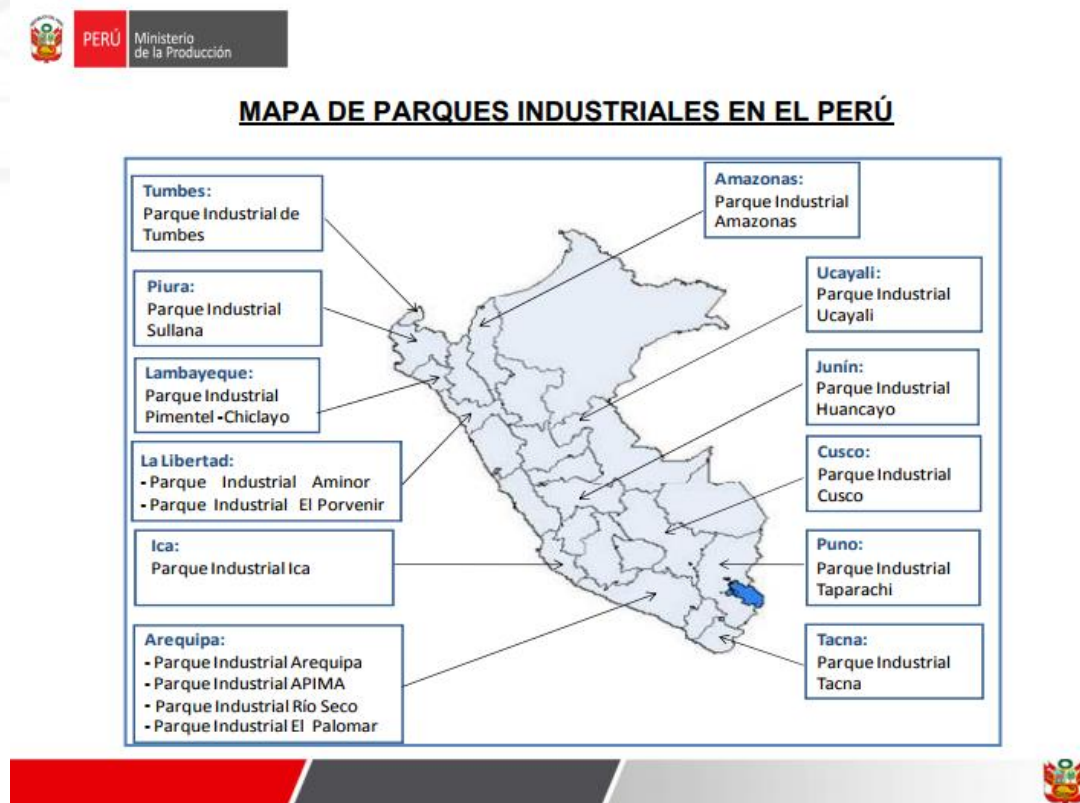 PERÚ
Ministerio
de la Producción
MAPA DE PARQUES INDUSTRIALES EN EL PERÚ
Tumbes:
Parque Industrial de
Tumbes
Piura:
Parque Industrial
Sullana
Lambayeque:
Parque Industrial
Pimentel-Chiclayo
La Libertad:
- Parque Industrial Aminor
- Parque Industrial El Porvenir
Ica:
Parque Industrial Ica
Arequipa:
- Parque Industrial Arequipa
- Parque Industrial APIMA
- Parque Industrial Río Seco
- Parque Industrial El Palomar
Amazonas:
Parque Industrial
Amazonas
Ucayali:
Parque Industrial
Ucayali
Junín:
Parque Industrial
Huancayo
Cusco:
Parque Industrial
Cusco
Puno:
Parque Industrial
Taparachi
Tacna:
Parque Industrial
Tacna